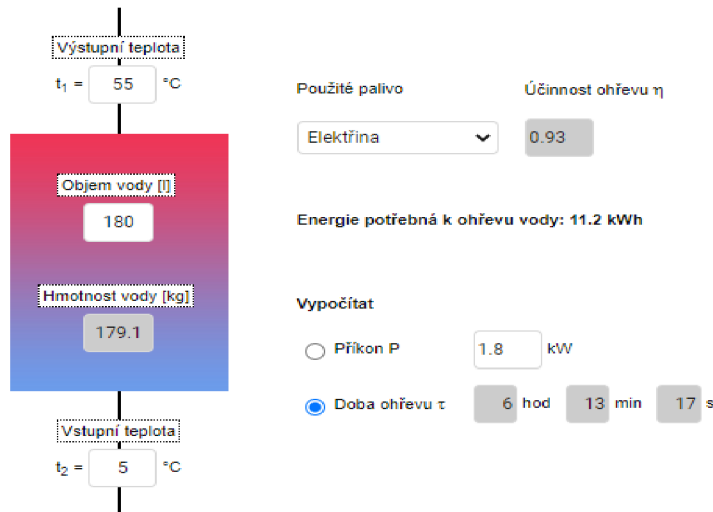 Výstupní teplota
t₁ = 55 °C
Použité palivo
Účinnost ohřevu η
Elektřina
0.93
Objem vody [l]
180
Energie potřebná k ohřevu vody: 11.2 kWh
Hmotnost vody [kg]
179.1
Vypočítat
Příkon P 1.8 kW
Doba ohřevu τ 6 hod 13 min 17 s
Vstupní teplota
t₂ = 5 °C